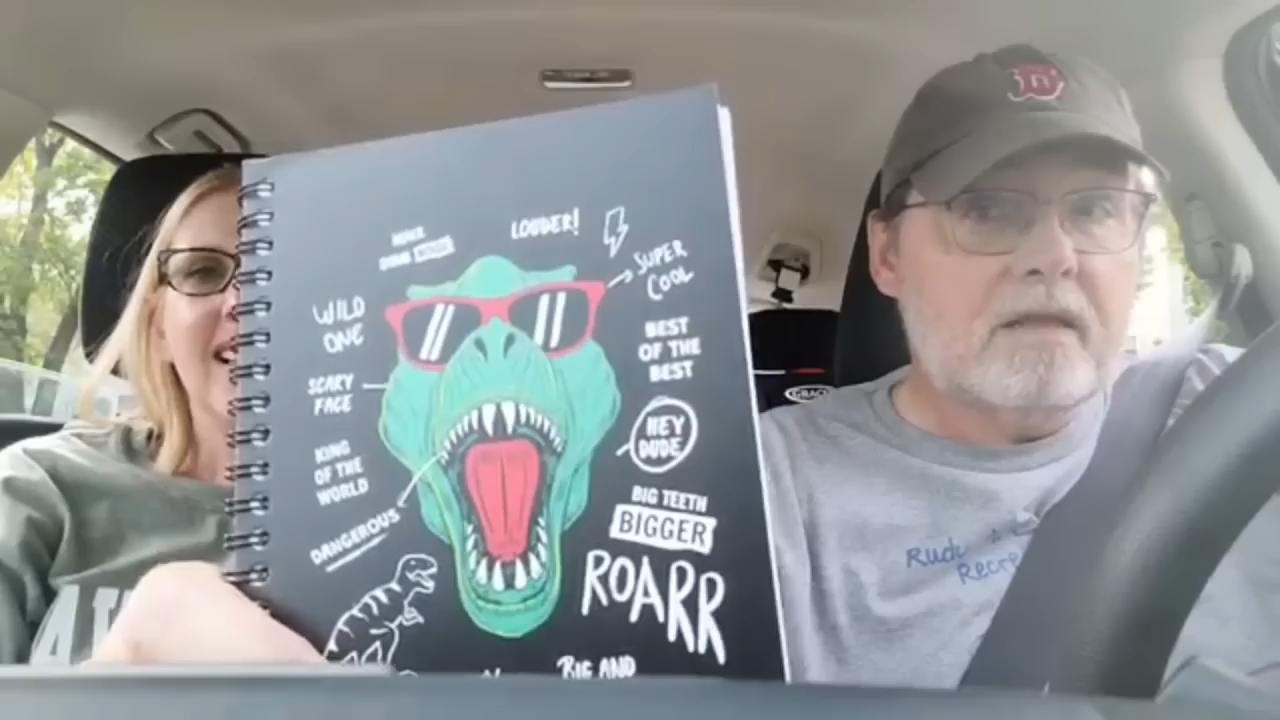 LOUDER!
SUPER
COOL
WILD
ONE
BEST
OF THE
BEST
SCARY
FACE
HEY
DUDE
KING
OF THE
WORLD
DANGEROUS
BIG TEETH
BIGGER
ROARR
BIG AND
GRACO